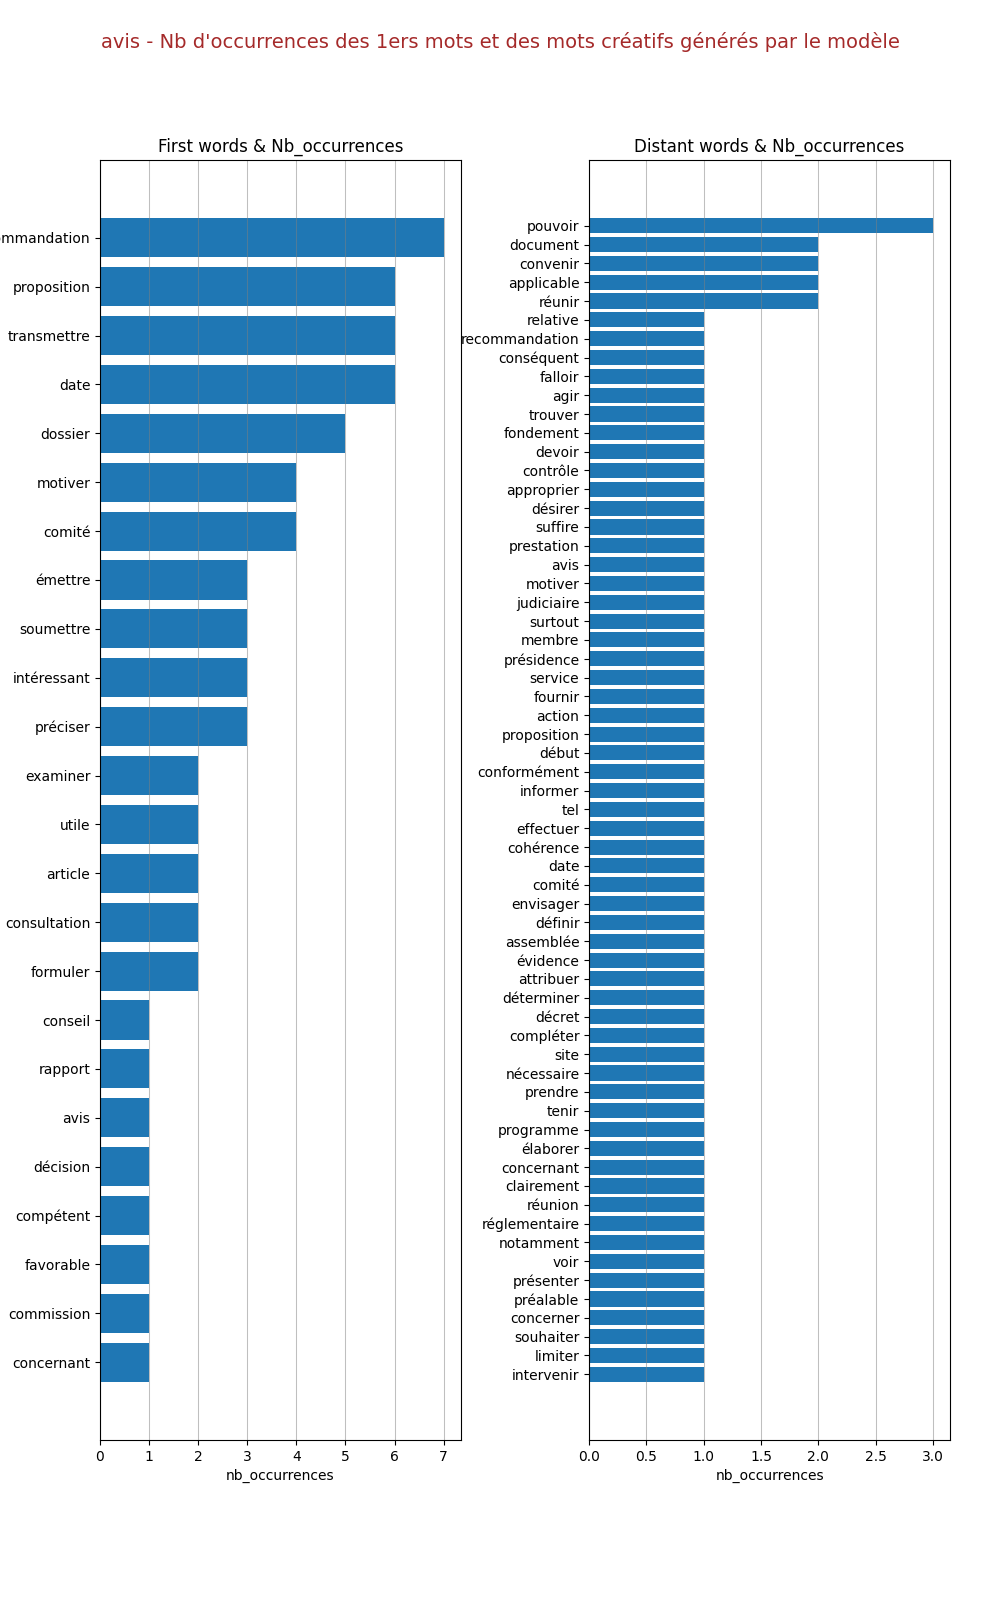 avis - Nb d'occurrences des 1ers mots et des mots créatifs générés par le modèle
First words & Nb_occurrences
mmandation
proposition
transmettre
date
dossier
motiver
comité
émettre
soumettre
intéressant
préciser
examiner
utile
article
consultation
formuler
conseil
rapport
avis
décision
compétent
favorable
commission
concernant
0 1 2 3 4 5 6 7
nb_occurrences
Distant words & Nb_occurrences
pouvoir
document
convenir
applicable
réunir
relative
recommandation
conséquent
falloir
agir
trouver
fondement
devoir
contrôle
approprier
désirer
suffire
prestation
avis
motiver
judiciaire
surtout
membre
présidence
service
fournir
action
proposition
début
conformément
informer
tel
effectuer
cohérence
date
comité
envisager
définir
assemblée
évidence
attribuer
déterminer
décret
compléter
site
nécessaire
prendre
tenir
programme
élaborer
concernant
clairement
réunion
réglementaire
notamment
voir
présenter
préalable
concerner
souhaiter
limiter
intervenir
0.0 0.5 1.0 1.5 2.0 2.5 3.0
nb_occurrences